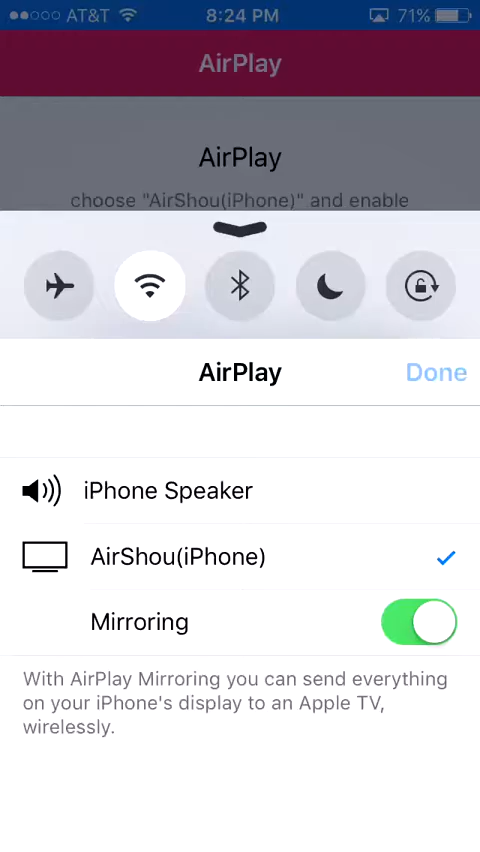 AT&T 8:24 PM 71%
AirPlay
AirPlay
choose "AirShou(iPhone)" and enable
AirPlay Done
iPhone Speaker
AirShou(iPhone)
Mirroring
With AirPlay Mirroring you can send everything
on your iPhone's display to an Apple TV,
wirelessly.